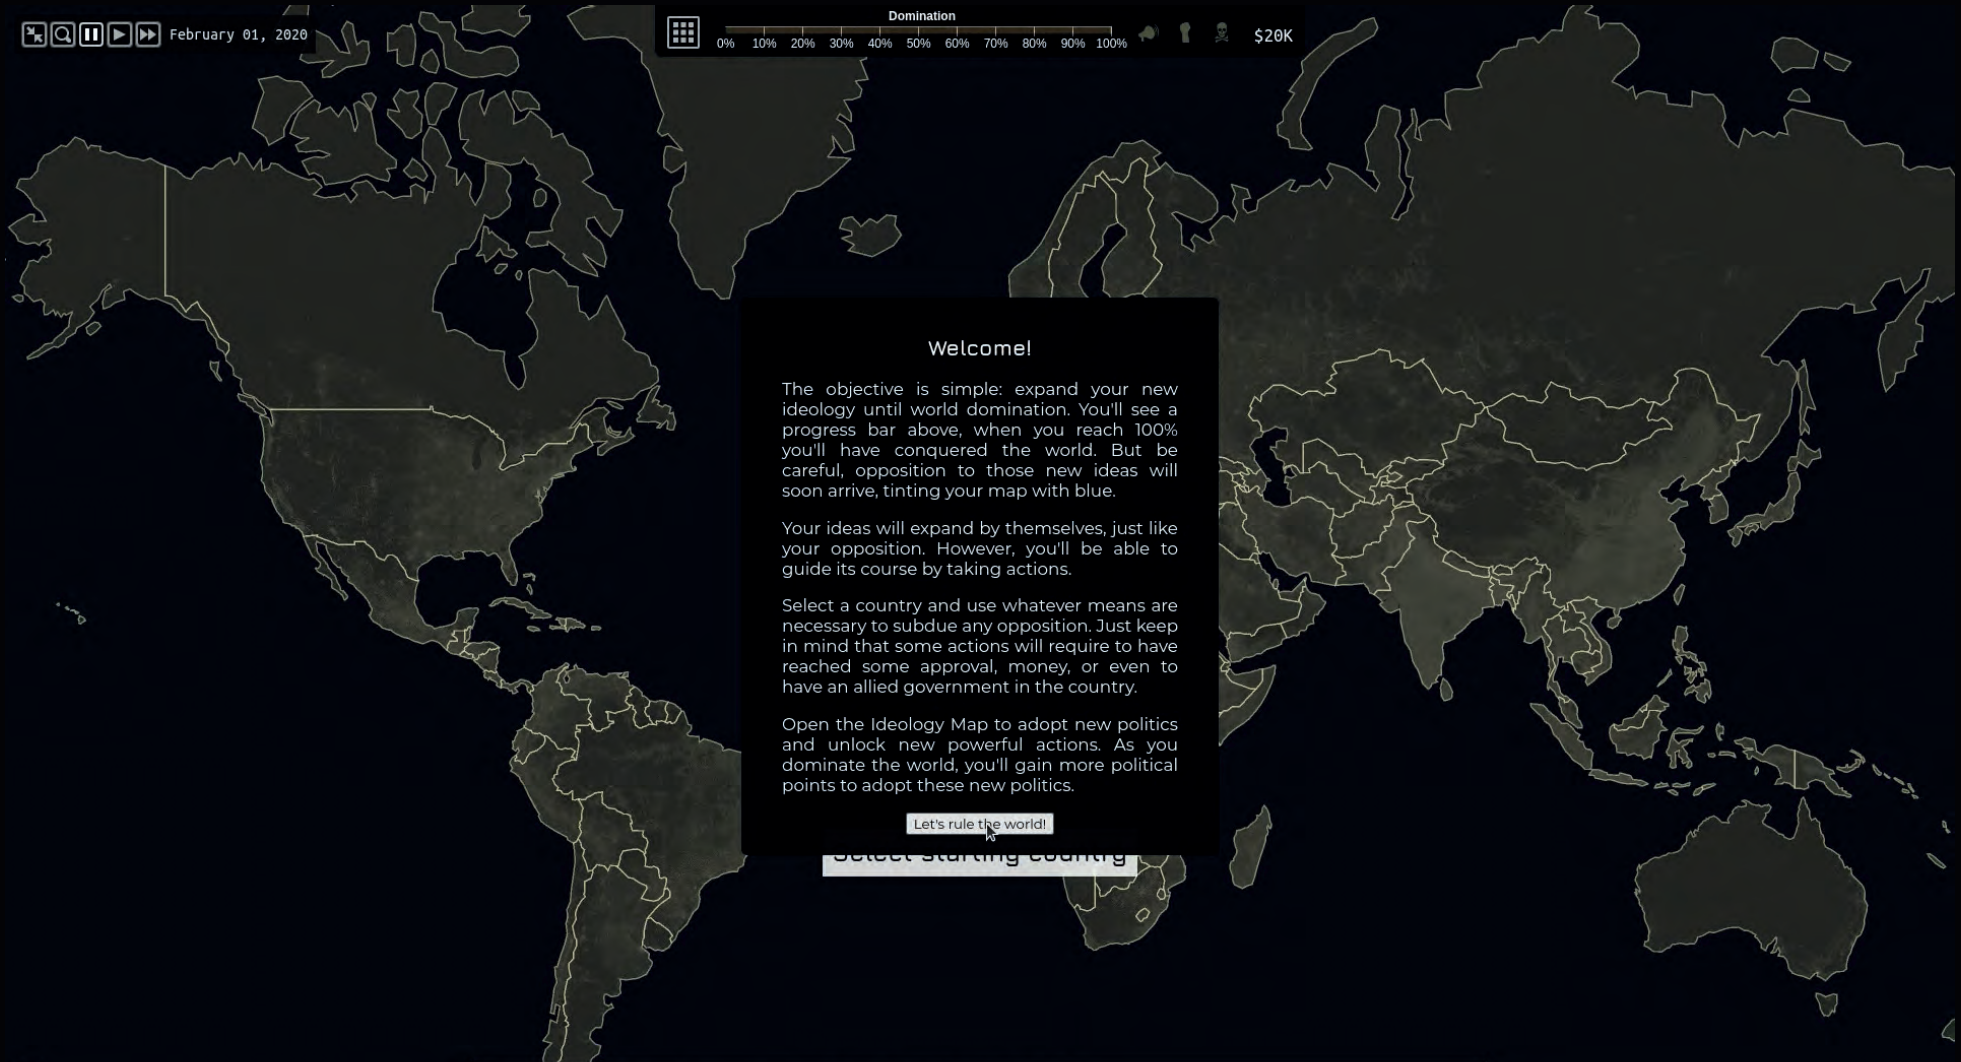 February 01, 2020
Domination
0% 10% 20% 30% 40% 50% 60% 70% 80% 90% 100%
$20K
Welcome!
The objective is simple: expand your new
ideology until world domination. You'll see a
progress bar above, when you reach 100%
you'll have conquered the world. But be
careful, opposition to those new ideas will
soon arrive, tinting your map with blue.
Your ideas will expand by themselves, just like
your opposition. However, you'll be able to
guide its course by taking actions.
Select a country and use whatever means are
necessary to subdue any opposition. Just keep
in mind that some actions will require to have
reached some approval, money, or even to
have an allied government in the country.
Open the Ideology Map to adopt new politics
and unlock new powerful actions. As you
dominate the world, you'll gain more political
points to adopt these new politics.
Let's rule the world!
Select starting country